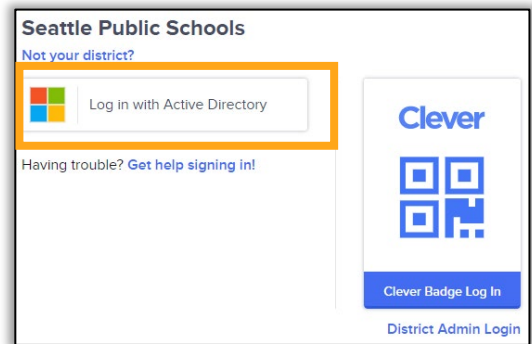 Seattle Public Schools
Not your district?
Log in with Active Directory
Having trouble? Get help signing in!
Clever
Clever Badge Log In
District Admin Login